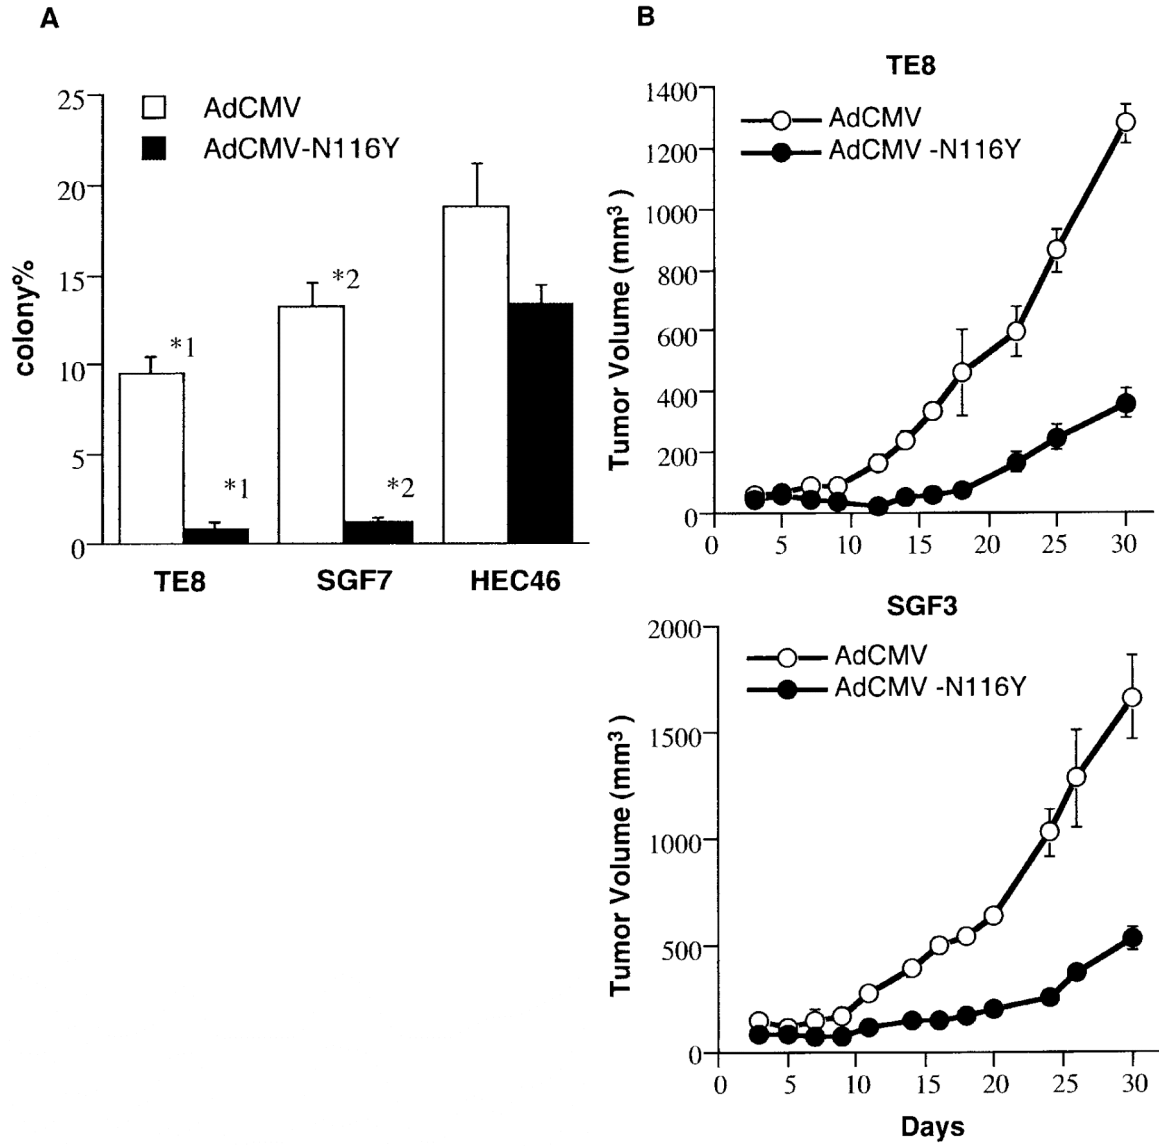 A
25
20
15
10
5
0
colony%
AdCMV
AdCMV-N116Y
*1
*1
*2
*2
TE8 SGF7 HEC46
B
TE8
1400
1200
1000
800
600
400
200
0
Tumor Volume (mm³)
AdCMV
AdCMV -N116Y
0 5 10 15 20 25 30
SGF3
2000
1500
1000
500
0
Tumor Volume (mm³)
AdCMV
AdCMV -N116Y
0 5 10 15 20 25 30
Days